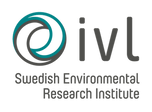 ivl
Swedish Environmental
Research Institute